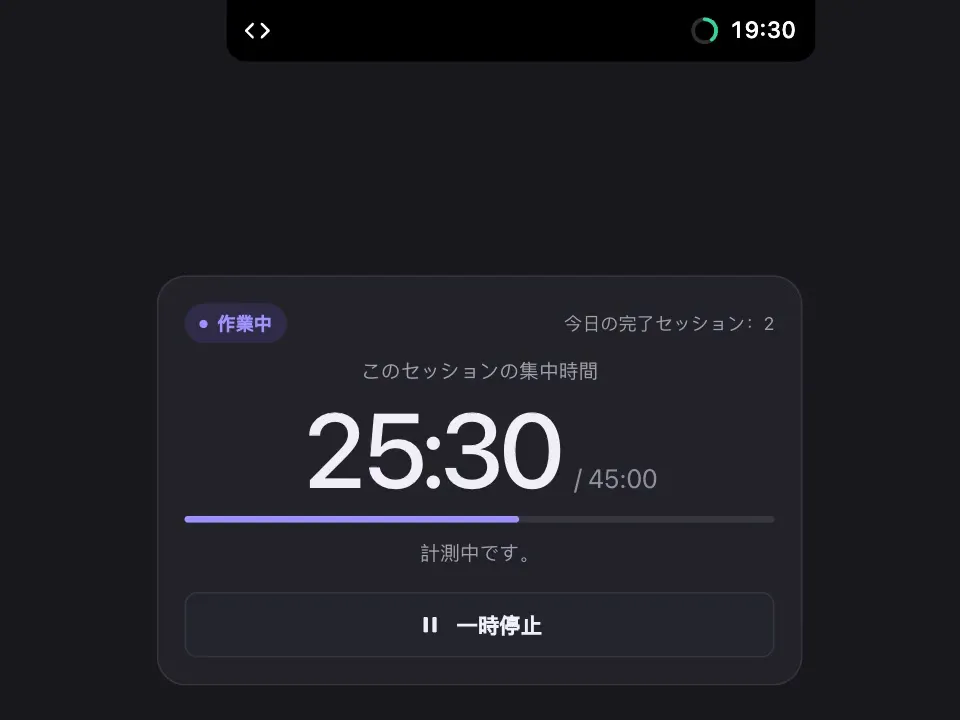 <> 19:30
作業中 今日の完了セッション: 2
このセッションの集中時間
25:30 / 45:00
計測中です。
一時停止